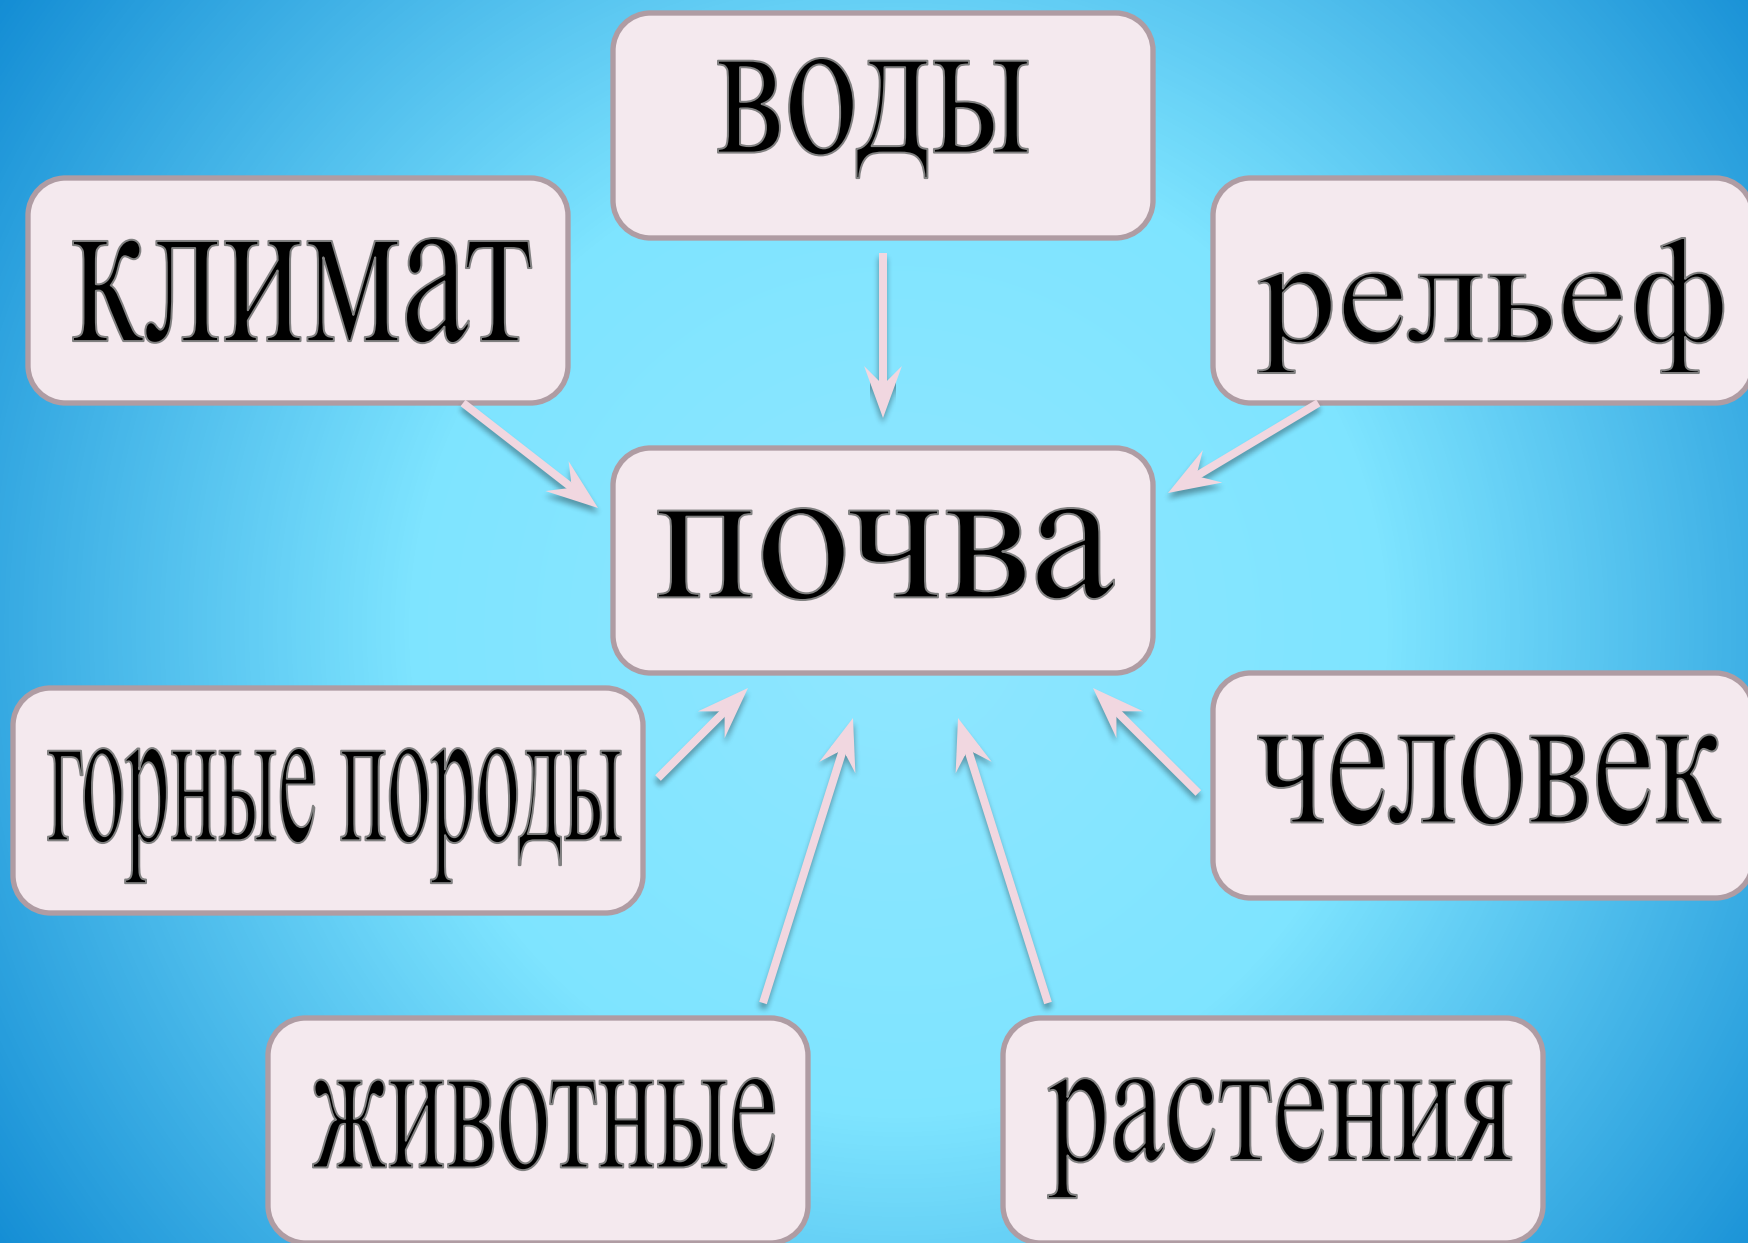 воды
климат
рельеф
почва
горные породы
человек
животные
растения